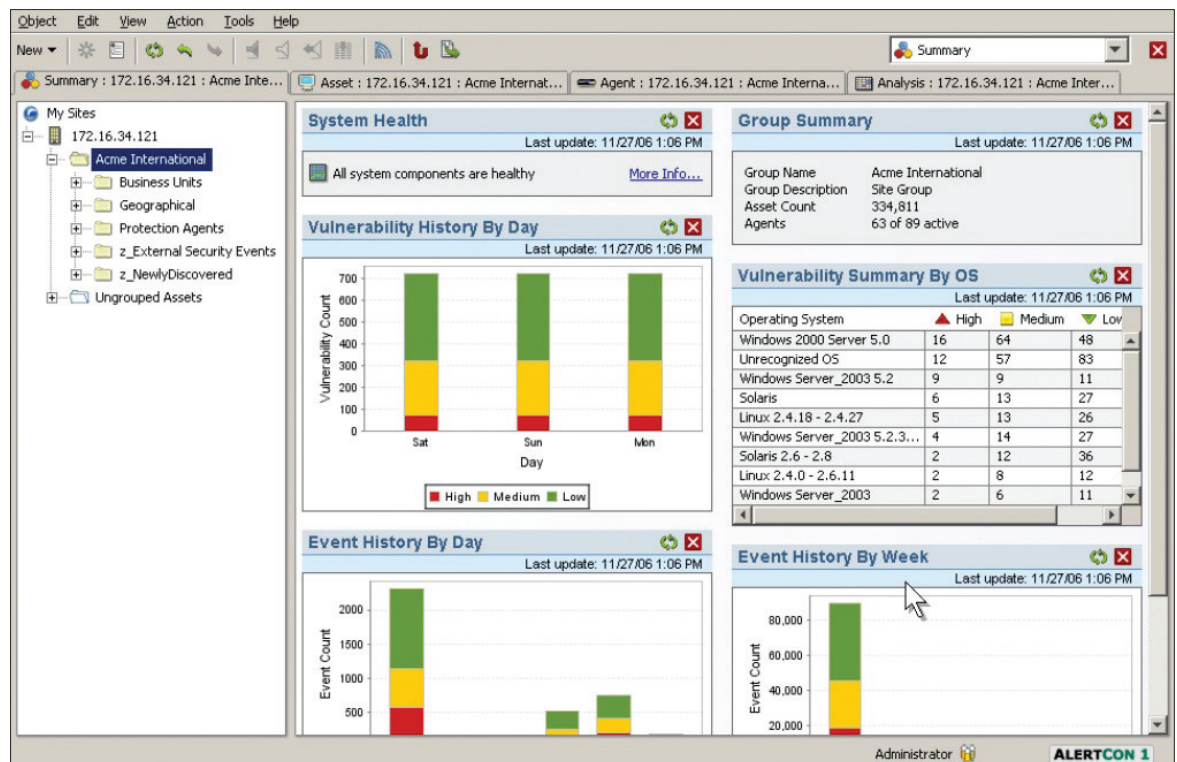 Object Edit View Action Tools Help
New
Summary
Summary : 172.16.34.121 : Acme Inte...
Asset : 172.16.34.121 : Acme Internat...
Agent : 172.16.34.121 : Acme Interna...
Analysis : 172.16.34.121 : Acme Inter...
My Sites
172.16.34.121
Acme International
Business Units
Geographical
Protection Agents
z_External Security Events
z_NewlyDiscovered
Ungrouped Assets
System Health
Last update: 11/27/06 1:06 PM
All system components are healthy More Info...
Vulnerability History By Day
Last update: 11/27/06 1:06 PM
Vulnerability Count
700
600
500
400
300
200
100
0
Sat Sun Mon
Day
High Medium Low
Event History By Day
Last update: 11/27/06 1:06 PM
Event Count
2000
1500
1000
500
Group Summary
Last update: 11/27/06 1:06 PM
Group Name Acme International
Group Description Site Group
Asset Count 334,811
Agents 63 of 89 active
Vulnerability Summary By OS
Last update: 11/27/06 1:06 PM
Operating System High Medium Low
Windows 2000 Server 5.0 16 64 48
Unrecognized OS 12 57 83
Windows Server_2003 5.2 9 9 11
Solaris 6 13 27
Linux 2.4.18 - 2.4.27 5 13 26
Windows Server_2003 5.2.3... 4 14 27
Solaris 2.6 - 2.8 2 12 36
Linux 2.4.0 - 2.6.11 2 8 12
Windows Server_2003 2 6 11
Event History By Week
Last update: 11/27/06 1:06 PM
Event Count
80,000
60,000
40,000
20,000
Administrator
ALERTCON 1